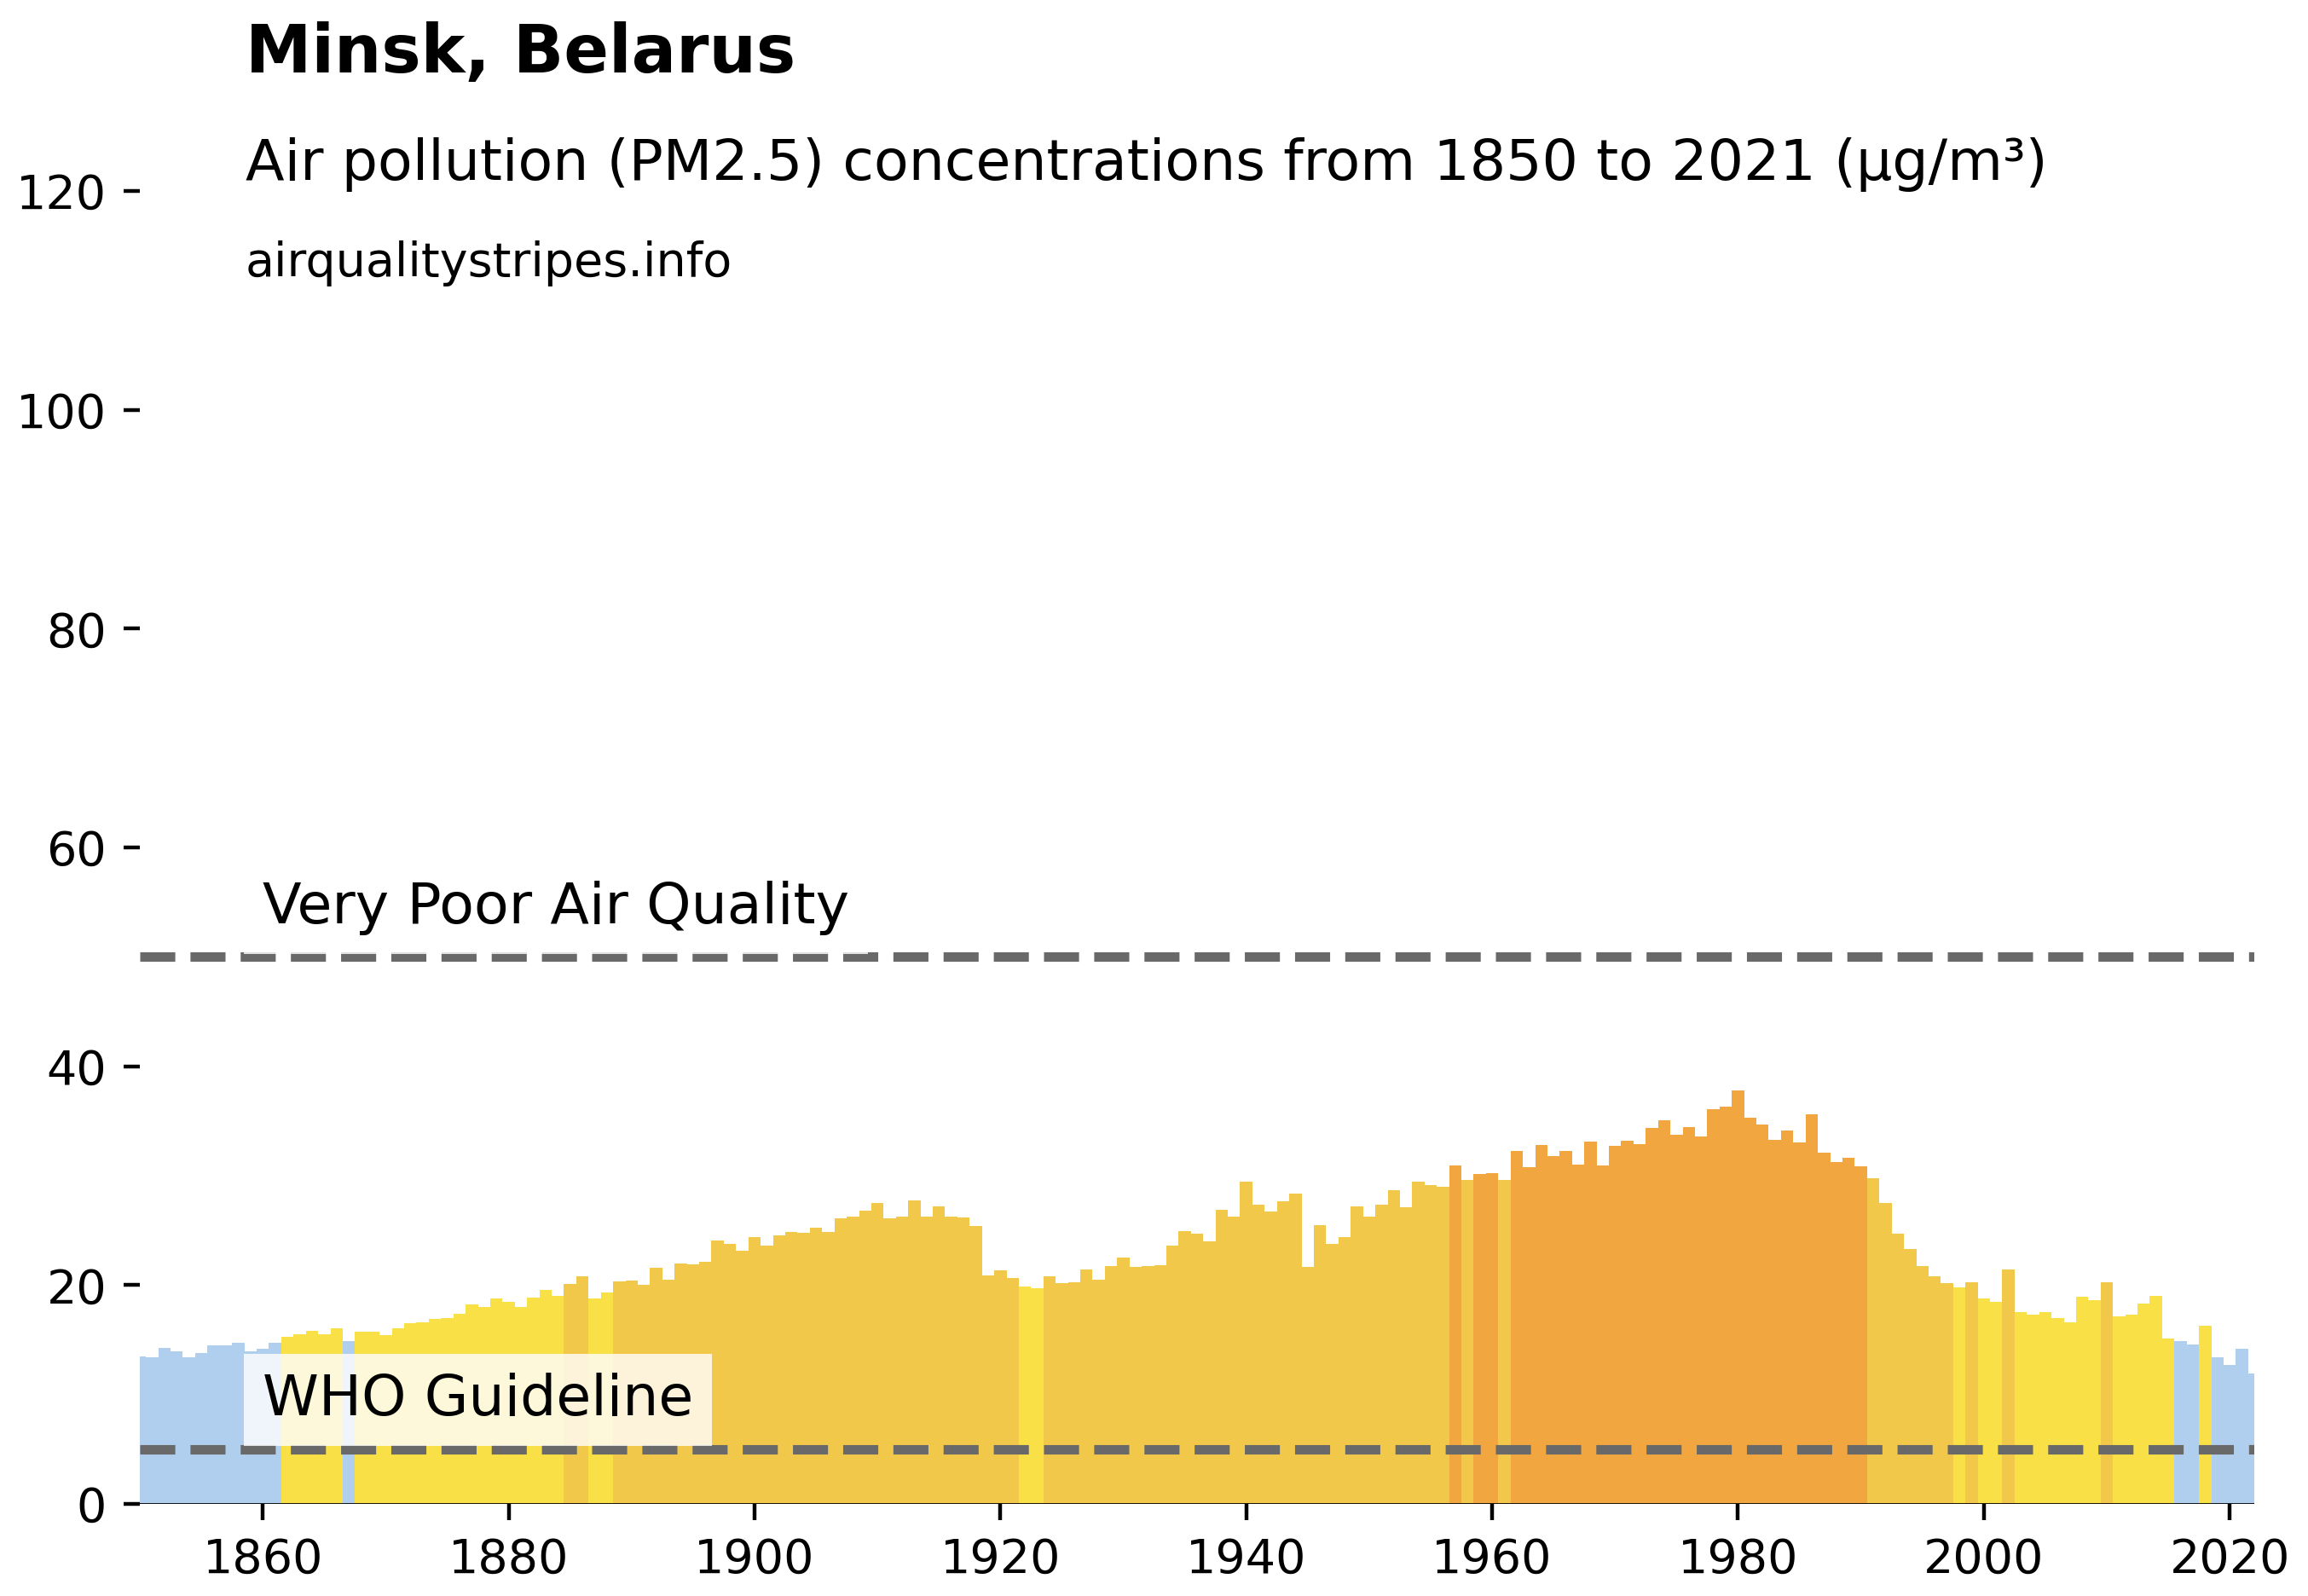 Minsk, Belarus
Air pollution (PM2.5) concentrations from 1850 to 2021 (µg/m³)
airqualitystripes.info
120
100
80
60
Very Poor Air Quality
40
20
WHO Guideline
0
1860 1880 1900 1920 1940 1960 1980 2000 2020